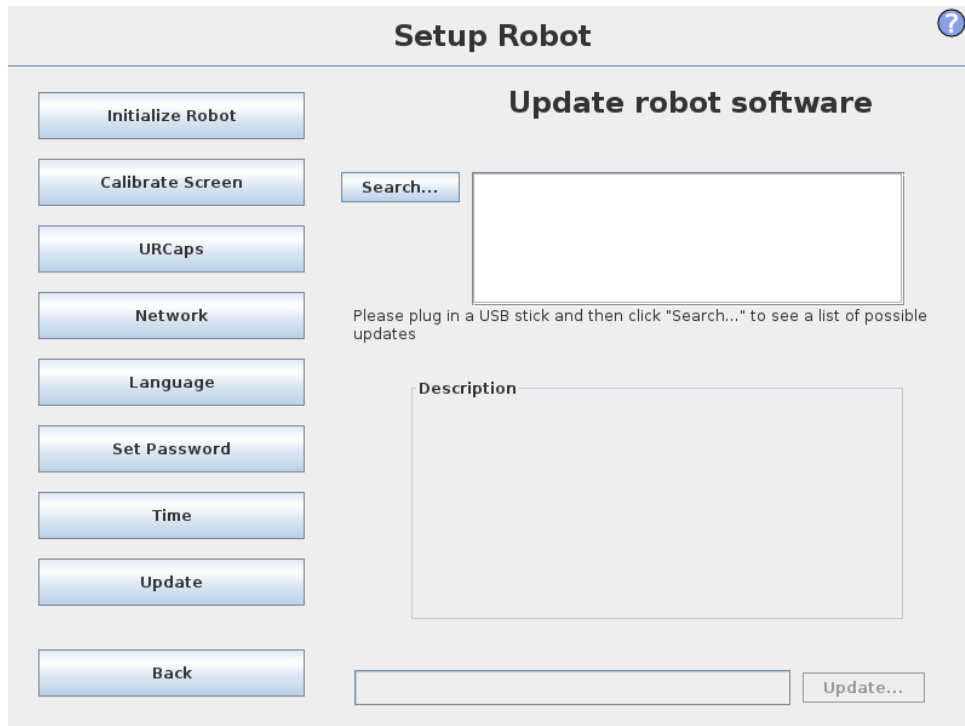 Setup Robot
?
Initialize Robot
Calibrate Screen
URCaps
Network
Language
Set Password
Time
Update
Back
Update robot software
Search...
Please plug in a USB stick and then click "Search..." to see a list of possible
updates
Description
Update...